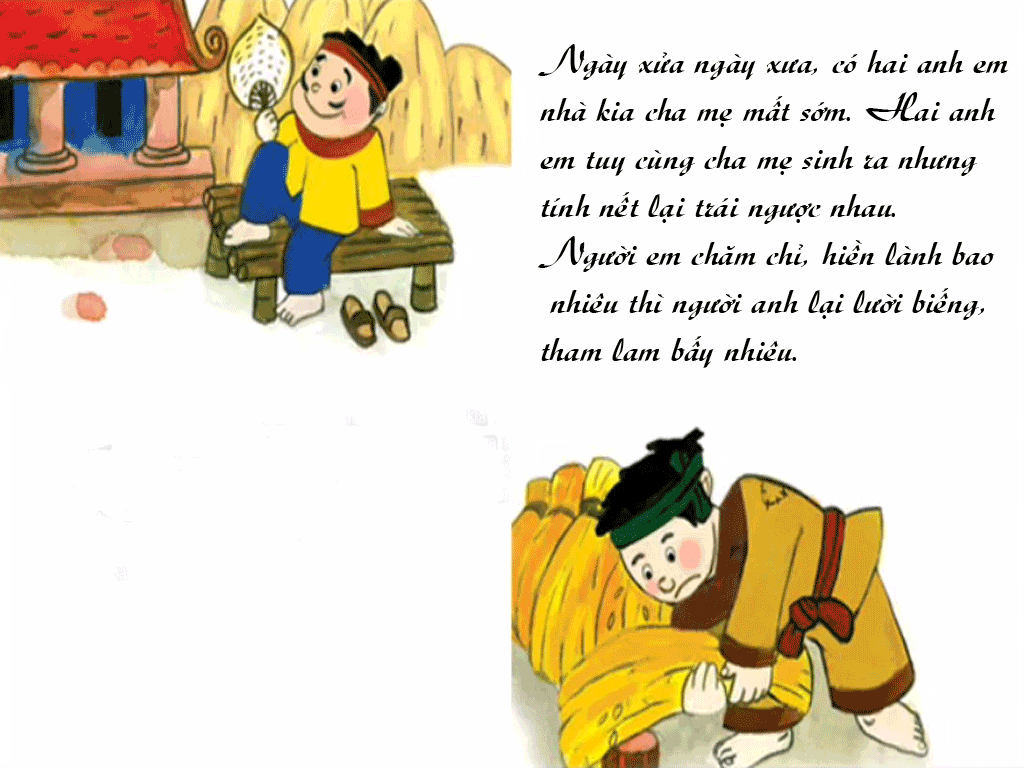 Ngày xửa ngày xưa, có hai anh em
nhà kia cha mẹ mất sớm. Hai anh
em tuy cùng cha mẹ sinh ra nhưng
tính nết lại trái ngược nhau.
Người em chăm chỉ, hiền lành bao
nhiêu thì người anh lại lười biếng,
tham lam bấy nhiêu.